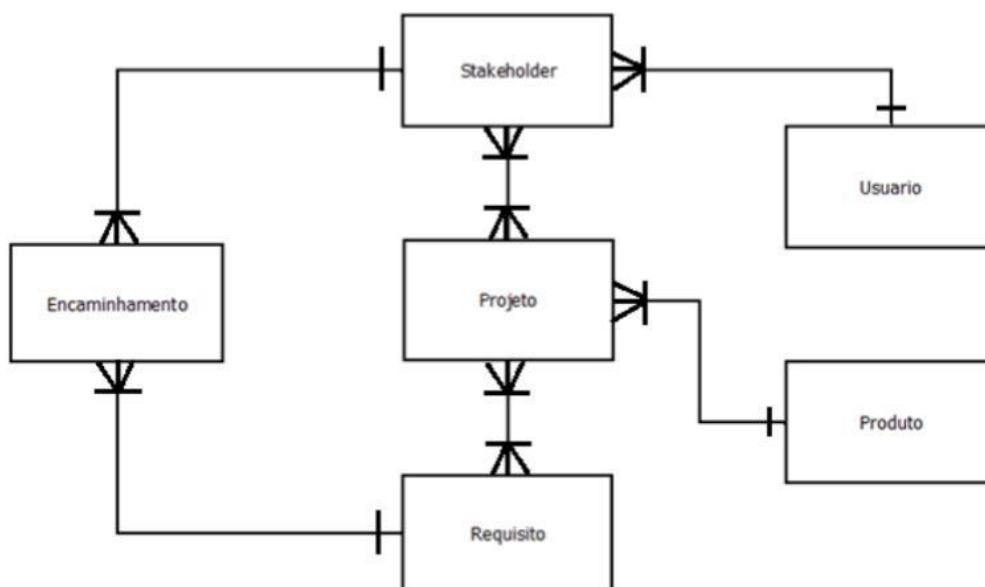 Stakeholder
Usuario
Encaminhamento
Projeto
Produto
Requisito